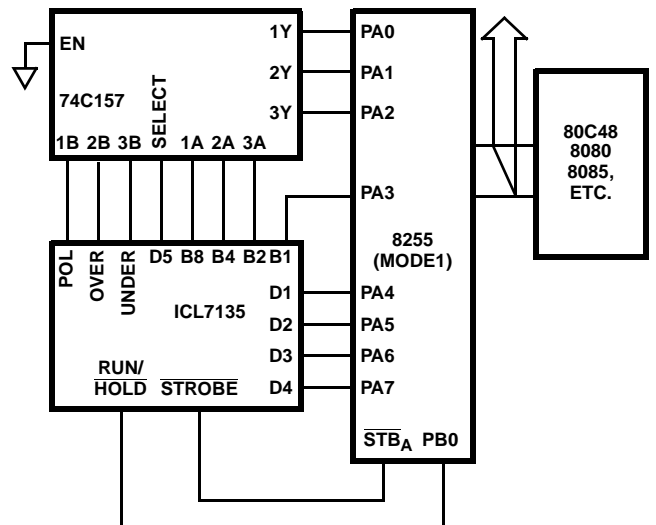 EN
1Y
2Y
3Y
74C157
SELECT
1B 2B 3B 1A 2A 3A
PA0
PA1
PA2
PA3
8255
(MODE1)
PA4
PA5
PA6
PA7
STBA PB0
80C48
8080
8085,
ETC.
POL
OVER
UNDER
D5 B8 B4 B2 B1
D1
ICL7135
D2
D3
D4
RUN/
HOLD STROBE